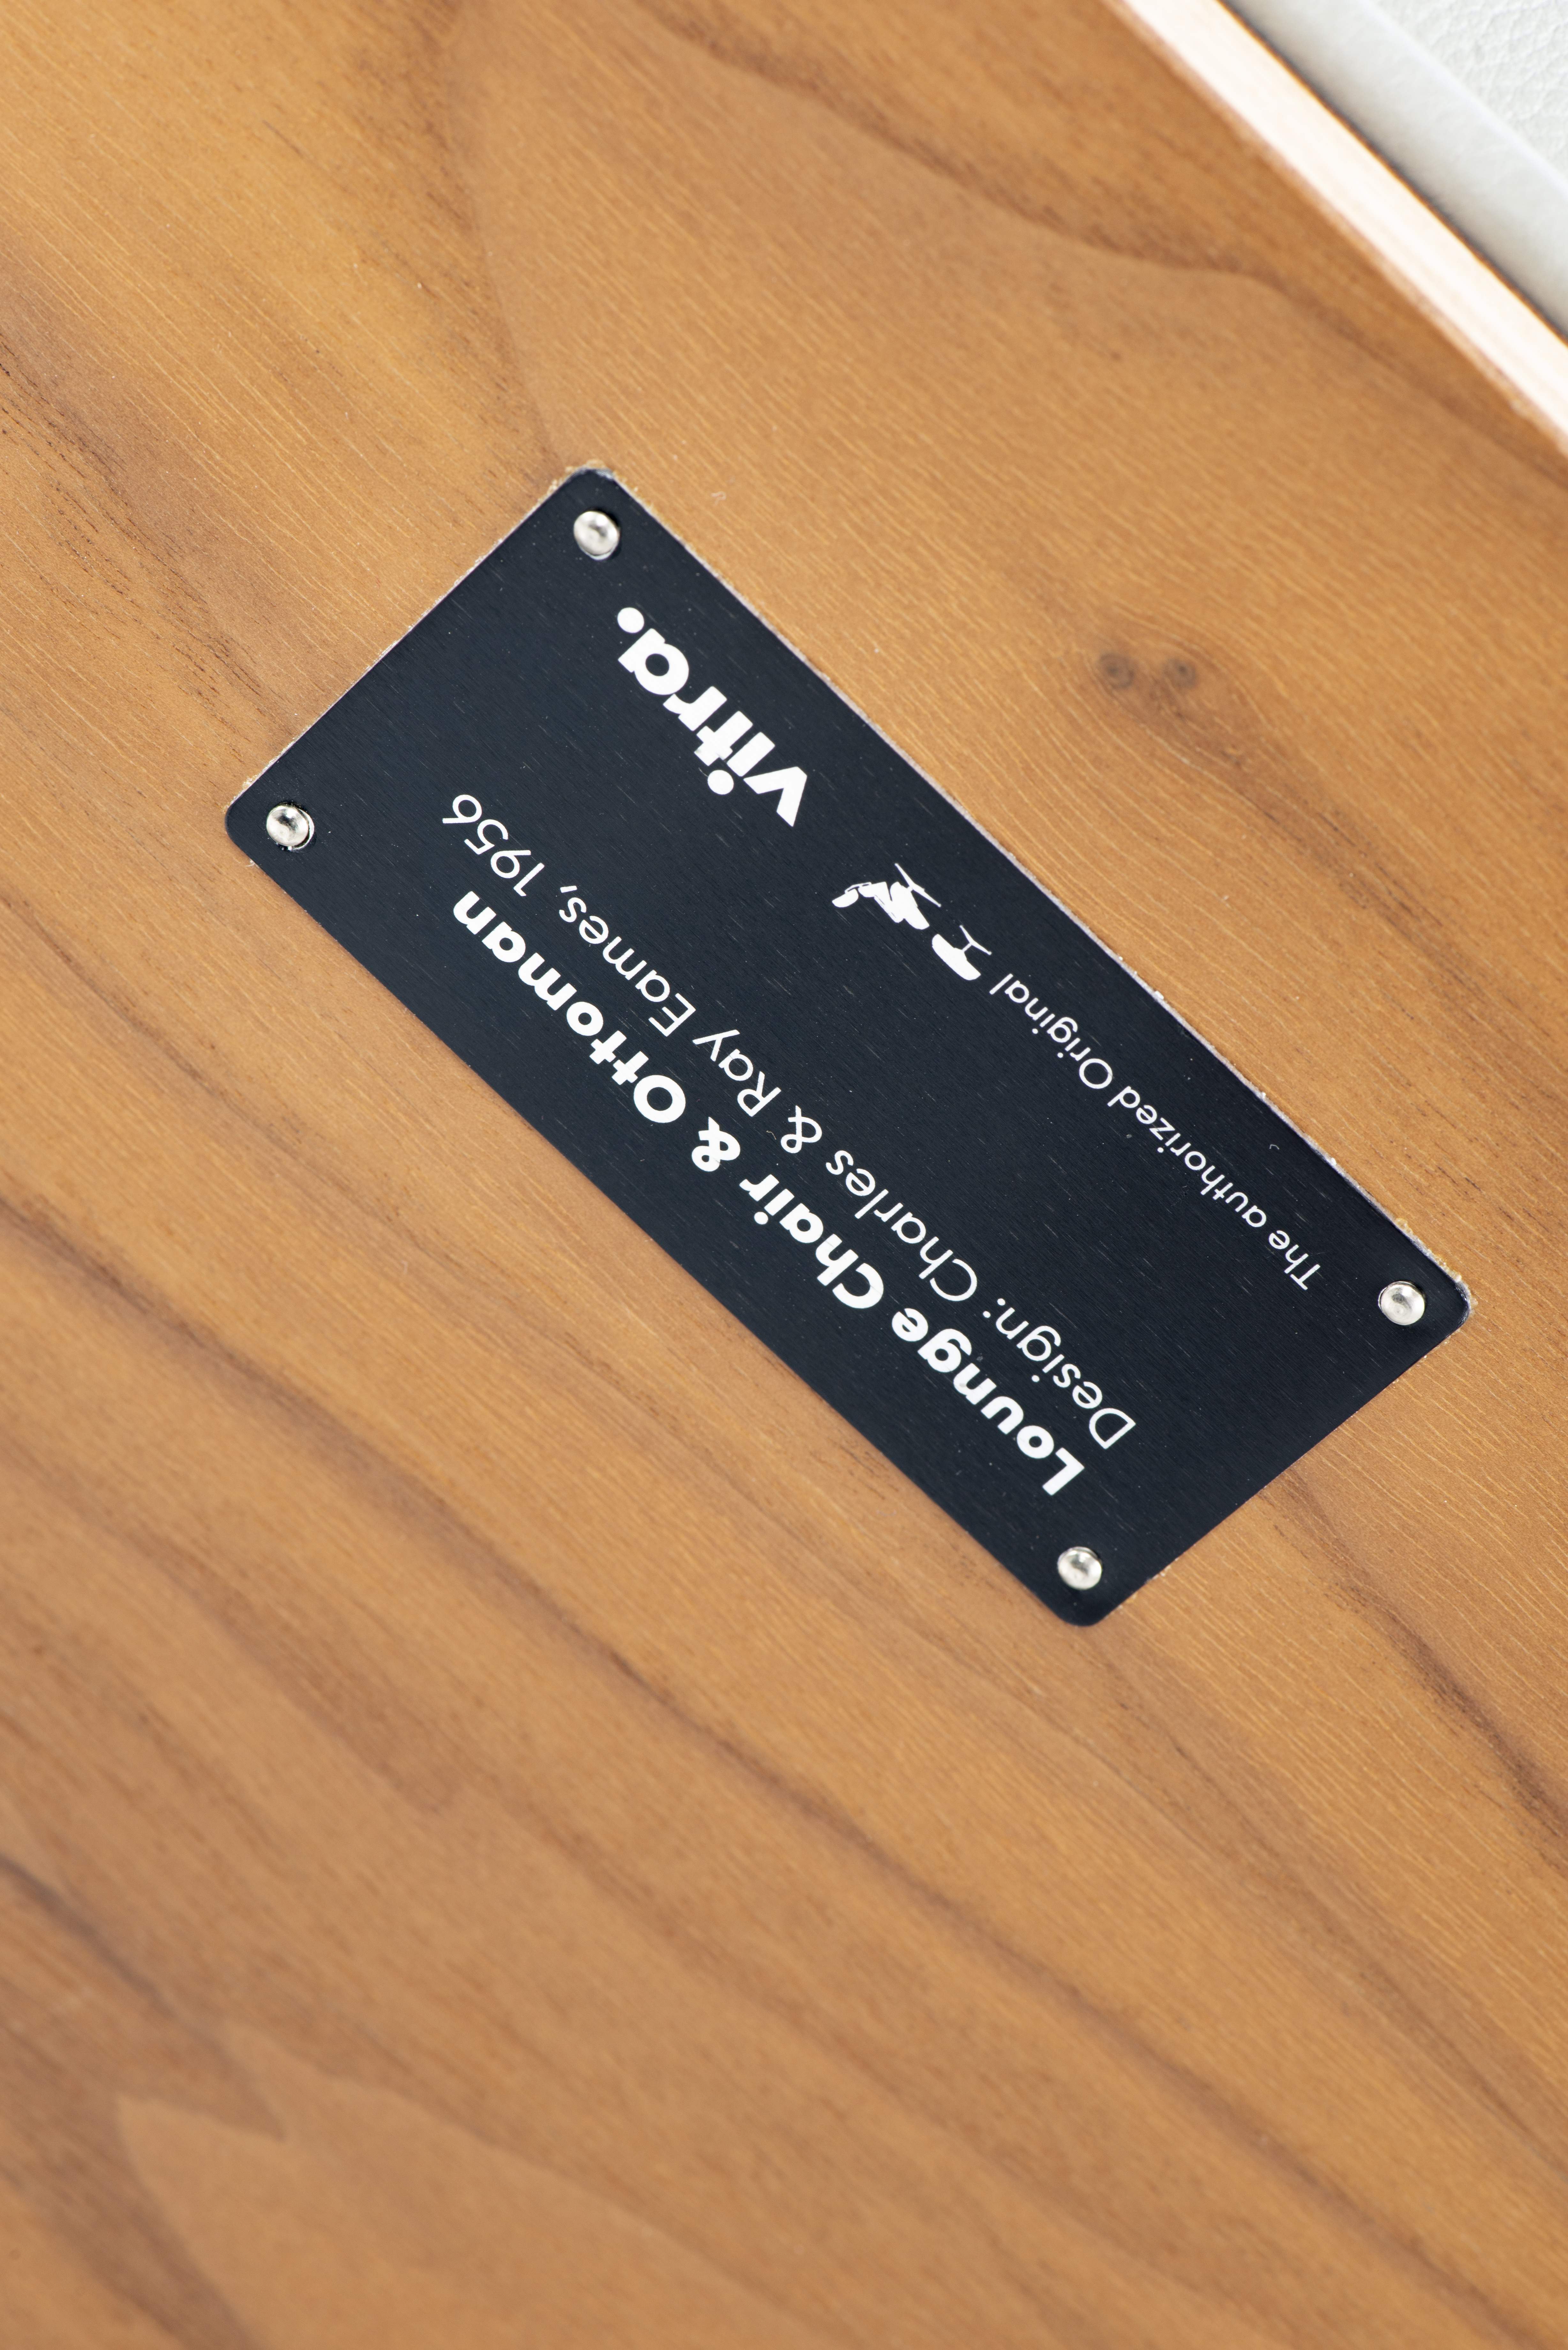 Lounge Chair & Ottoman
Design: Charles & Ray Eames, 1956
The authorized Original
vitra.